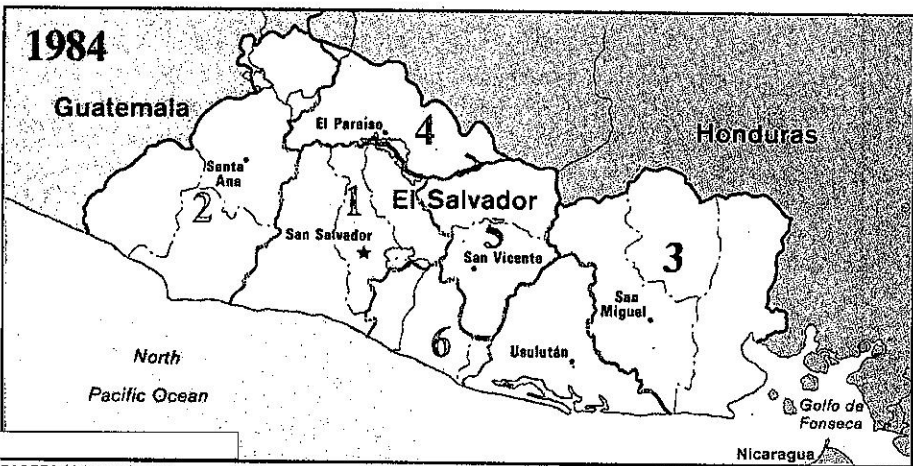 1984
Guatemala
El Paraíso
4
Honduras
Santa
Ana
2
1
El Salvador
San Salvador
5
San Vicente
3
San
Miguel
6
Usulután
North
Pacific Ocean
Golfo de
Fonseca
Nicaragua